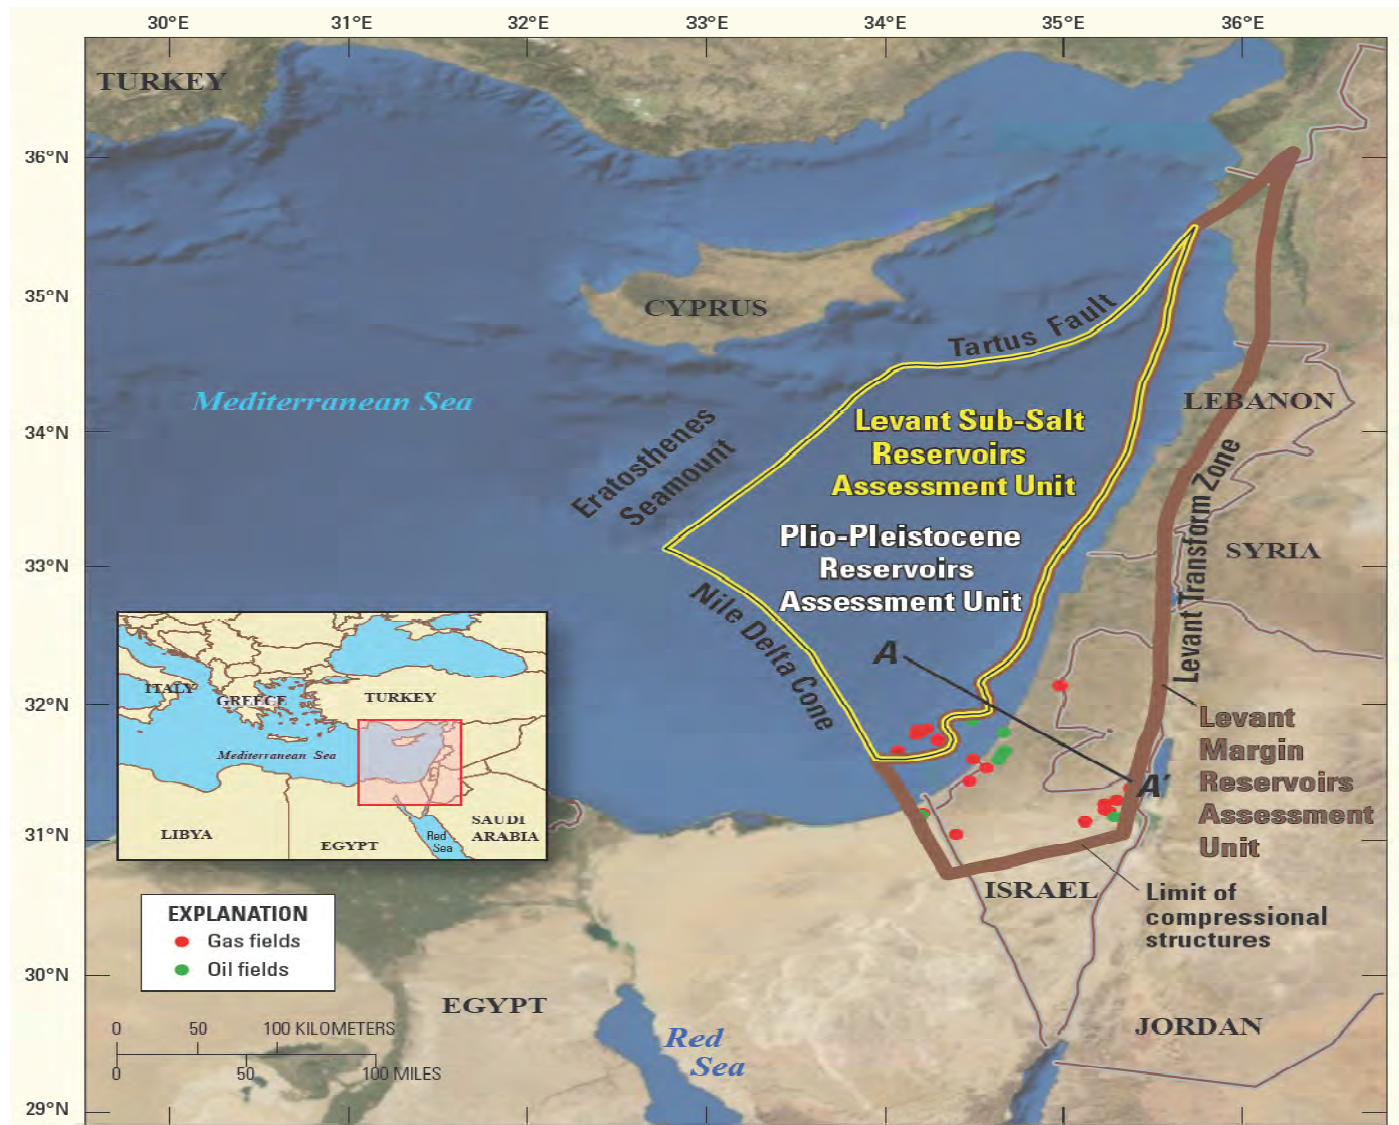 30°E 31°E 32°E 33°E 34°E 35°E 36°E
TURKEY
36°N
35°N
CYPRUS
Tartus Fault
Mediterranean Sea
LEBANON
34°N
Eratosthenes
Seamount
Levant Sub-Salt
Reservoirs
Assessment Unit
Levant Transform Zone
Plio-Pleistocene
Reservoirs
Assessment Unit
SYRIA
33°N
Nile Delta Cone
A
32°N
Levant
Margin
Reservoirs
Assessment
Unit
A′
31°N
ITALY
GREECE
TURKEY
Mediterranean Sea
LIBYA
EGYPT
Red
Sea
SAUDI
ARABIA
ISRAEL
Limit of
compressional
structures
EXPLANATION
Gas fields
Oil fields
30°N
EGYPT
JORDAN
Red
Sea
0 50 100 KILOMETERS
0 50 100 MILES
29°N